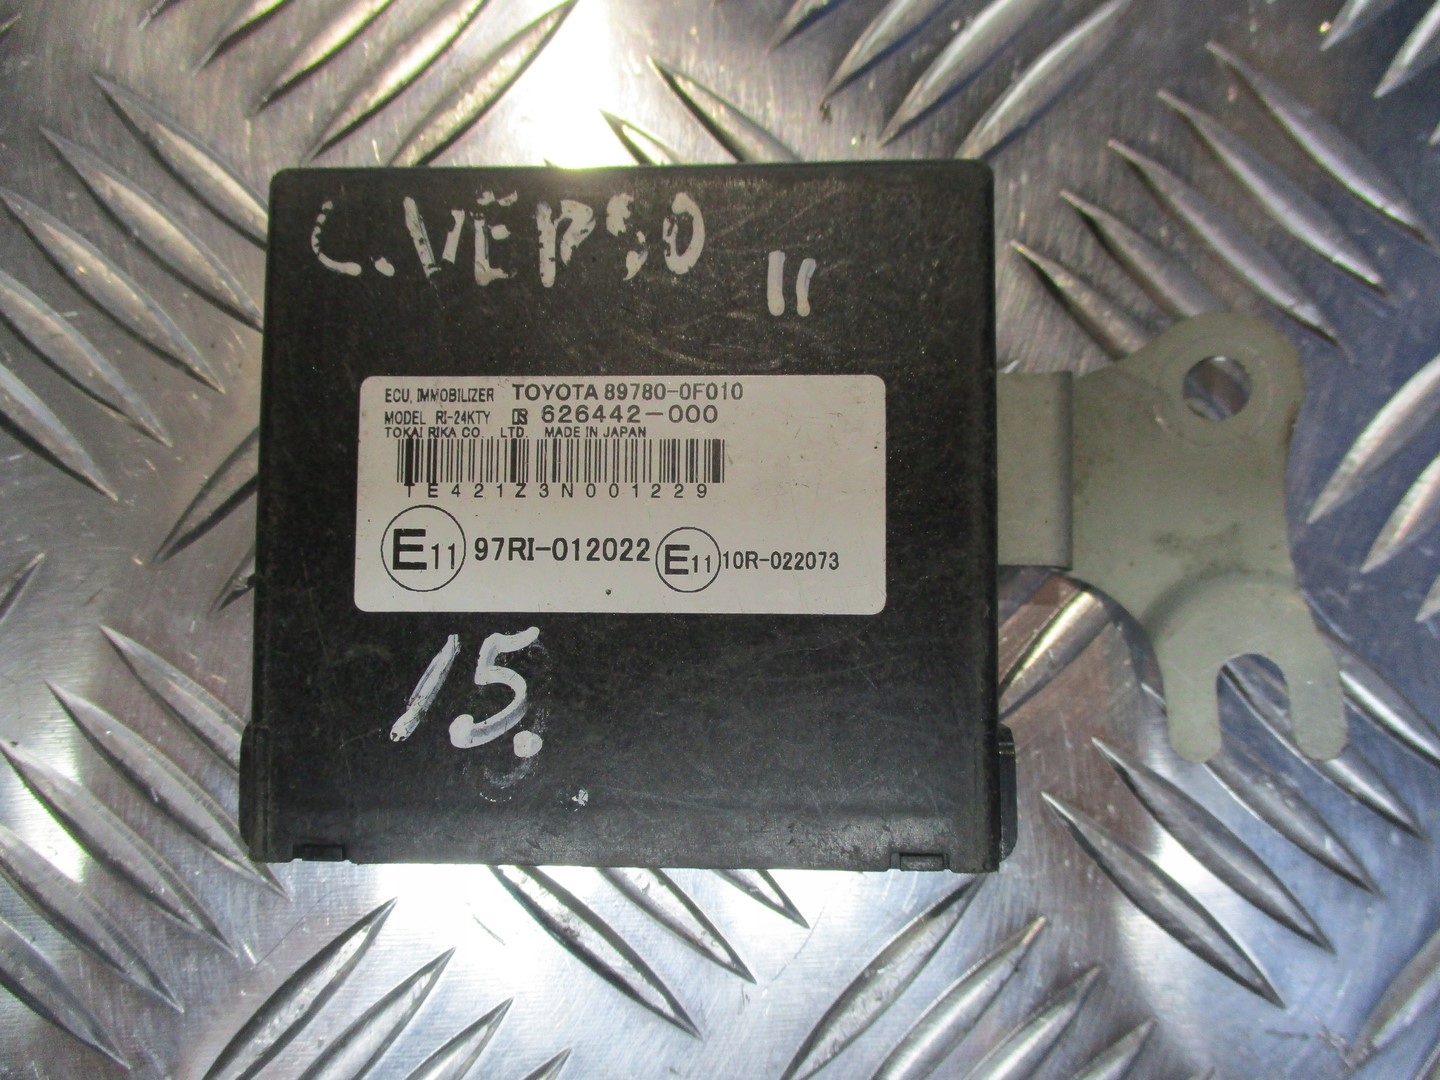 C.VERSO
II
ECU, IMMOBILIZER TOYOTA 89780-0F010
MODEL RI-24KTY 626442-000
TOKAI RIKA CO. LTD. MADE IN JAPAN
TE421Z3N001229
E11 97RI-012022 E11 10R-022073
15.